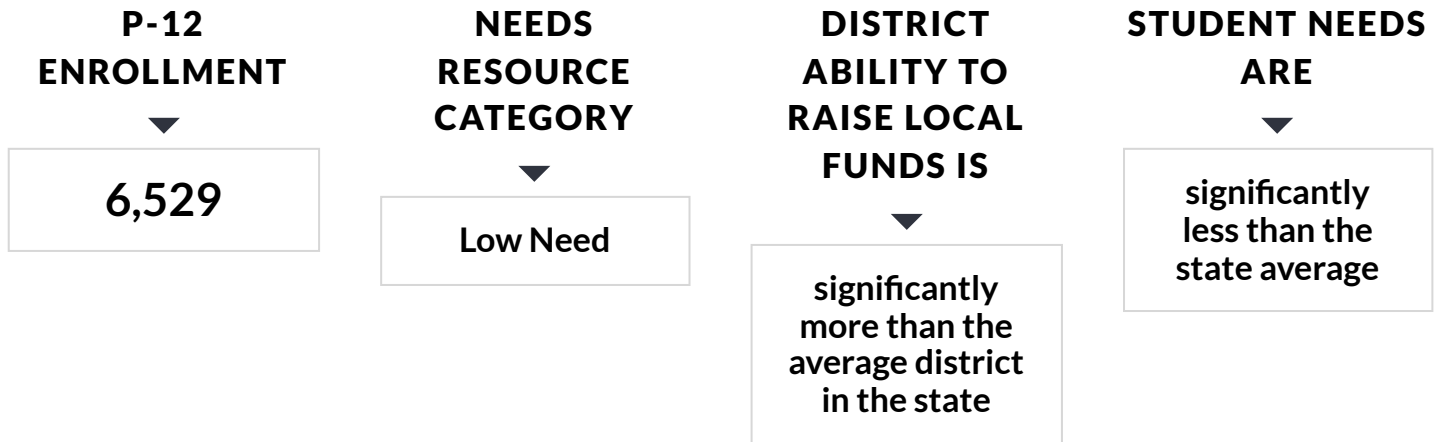 P-12
ENROLLMENT
6,529
NEEDS
RESOURCE
CATEGORY
Low Need
DISTRICT
ABILITY TO
RAISE LOCAL
FUNDS IS
significantly
more than the
average district
in the state
STUDENT NEEDS
ARE
significantly
less than the
state average